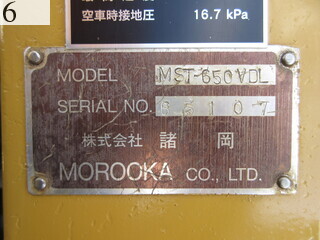 6
空車時接地圧 16.7 kPa
MODEL MST-650VDL
SERIAL NO.
株式会社 諸岡
MOROOKA CO., LTD.